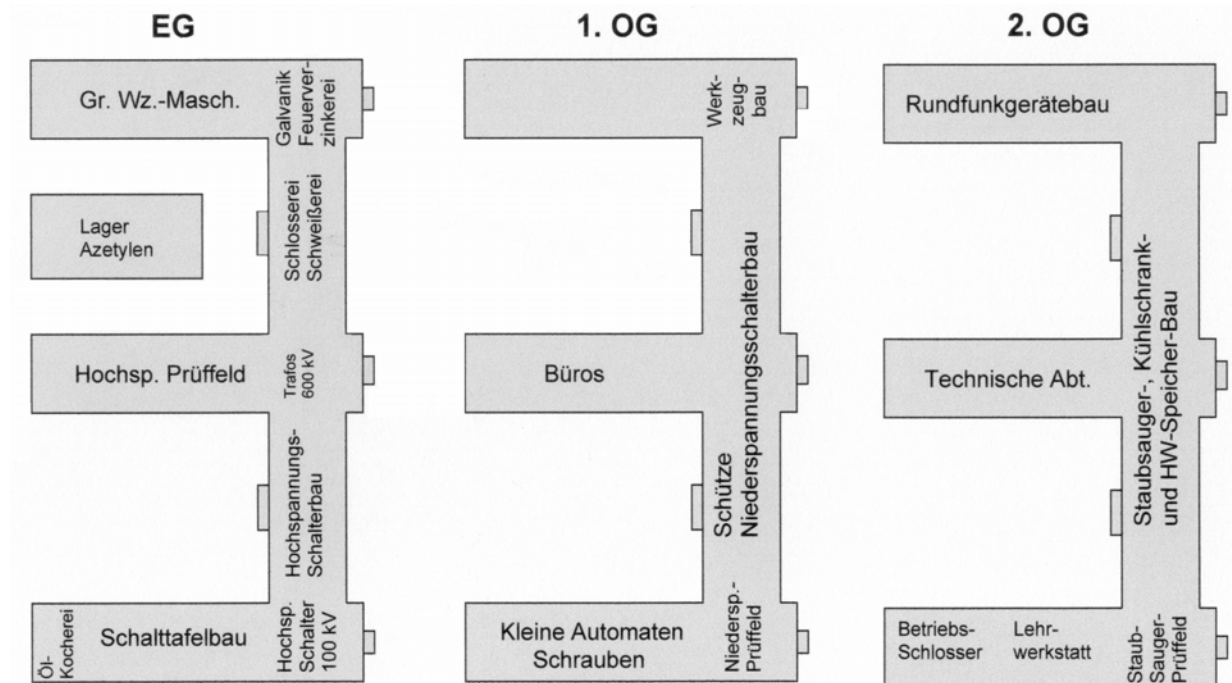 EG
Gr. Wz.-Masch.
Galvanik
Feuerver-
zinkerei
Lager
Azetylen
Schlosserei
Schweißerei
Hochsp. Prüffeld
Trafos
600 kV
Hochspannungs-
Schalterbau
Öl-
Kocherei
Schalttafelbau
Hochsp.
Schalter
100 kV
1. OG
Werk-
zeug-
bau
Büros
Schütze
Niederspannungsschalterbau
Kleine Automaten
Schrauben
Niedersp.-
Prüffeld
2. OG
Rundfunkgerätebau
Technische Abt.
Staubsauger-, Kühlschrank-
und HW-Speicher-Bau
Betriebs-
Schlosser
Lehr-
werkstatt
Staub-
Sauger-
Prüffeld